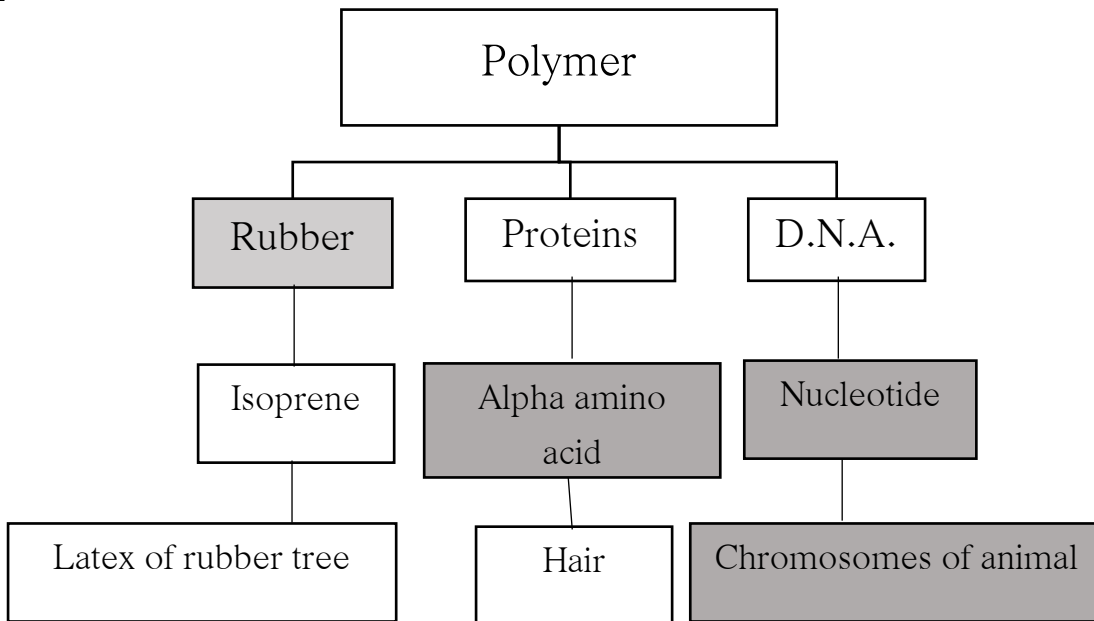 Polymer
Rubber
Proteins
D.N.A.
Isoprene
Alpha amino
acid
Nucleotide
Latex of rubber tree
Hair
Chromosomes of animal